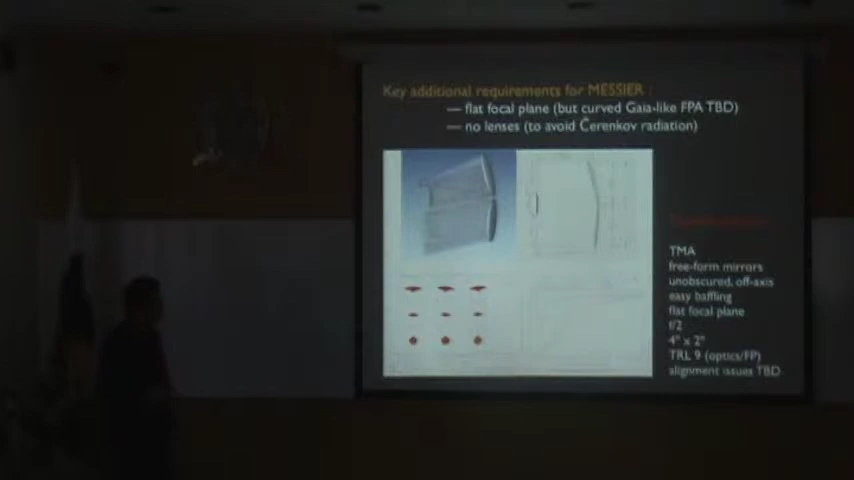 Key additional requirements for MESSIER :
— flat focal plane (but curved Gaia-like FPA TBD)
— no lenses (to avoid Čerenkov radiation)
TMA
free-form mirrors
unobscured, off-axis
easy baffling
flat focal plane
f/2
4° x 2°
TRL 9 (optics/FP)
alignment issues TBD